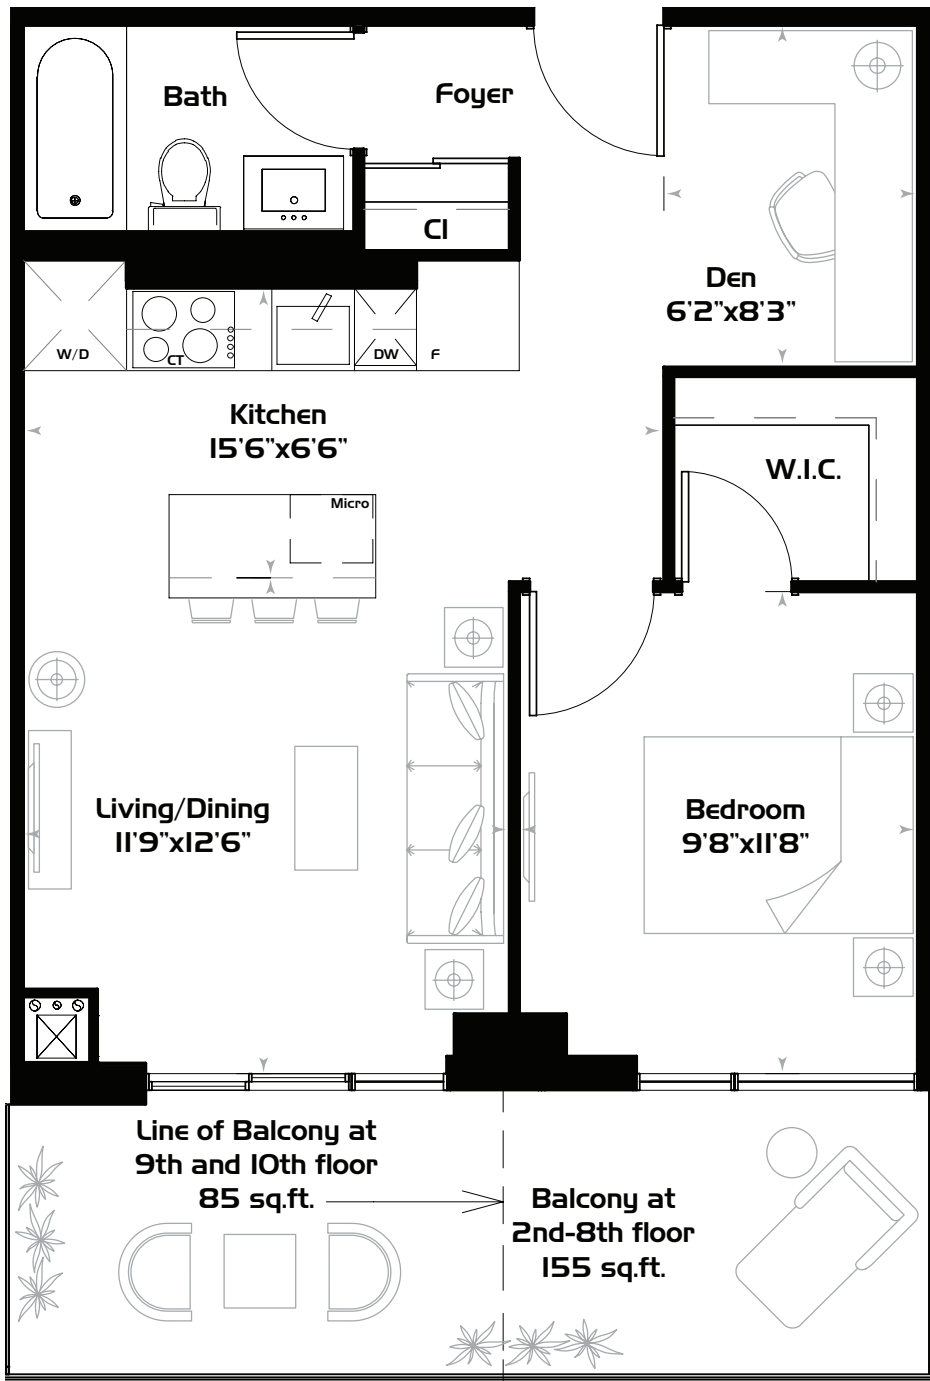 Bath
Foyer
Cl
Den
6'2"x8'3"
W/D
CT
DW
F
Kitchen
15'6"x6'6"
W.I.C.
Micro
Living/Dining
11'9"x12'6"
Bedroom
9'8"x11'8"
Line of Balcony at
9th and 10th floor
85 sq.ft.
Balcony at
2nd-8th floor
155 sq.ft.